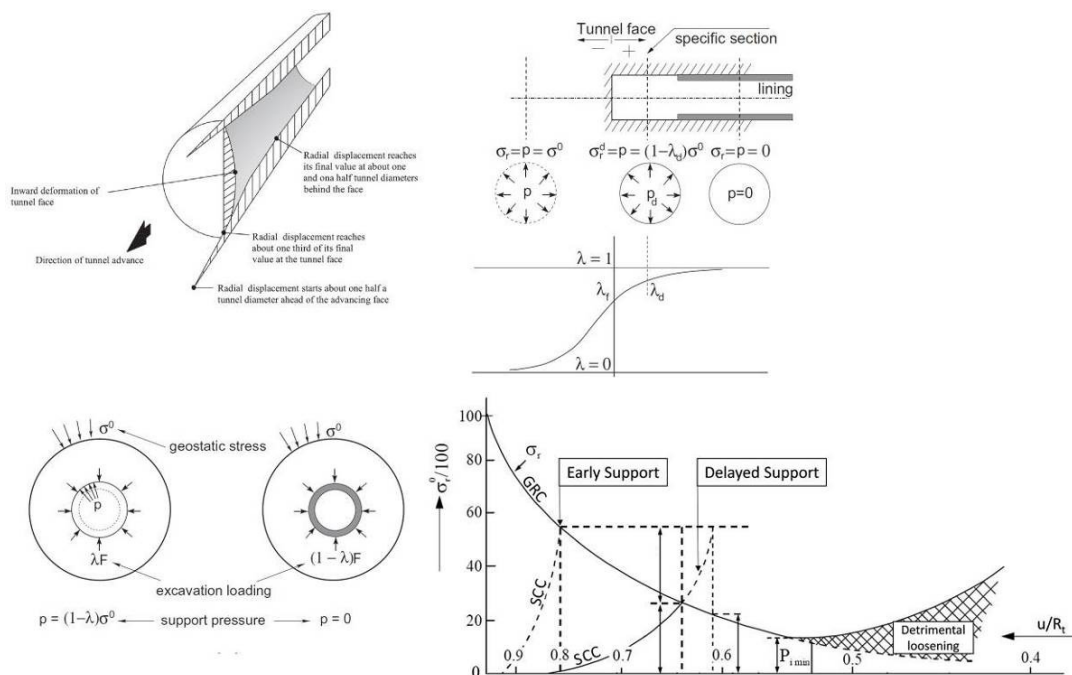 Radial displacement reaches
its final value at about one
and ona half tunnel diameters
behind the face
Inward deformation of
tunnel face
Radial displacement reaches
about one third of its final
value at the tunnel face
Direction of tunnel advance
Radial displacement starts about one half a
tunnel diameter ahead of the advancing face
Tunnel face
− +
specific section
lining
σr=p=σ⁰
σr^d=p=(1−λd)σ⁰
σr=p=0
p
pd
p=0
λ=1
λf
λd
λ=0
σ⁰
geostatic stress
σ⁰
p
λF
(1−λ)F
excavation loading
p=(1−λ)σ⁰
support pressure
p=0
σr⁰/100
100
80
60
40
20
0
σr
GRC
Early Support
Delayed Support
SCC
SCC
Pi min
Detrimental
loosening
u/Rt
0.9
0.8
0.7
0.6
0.5
0.4